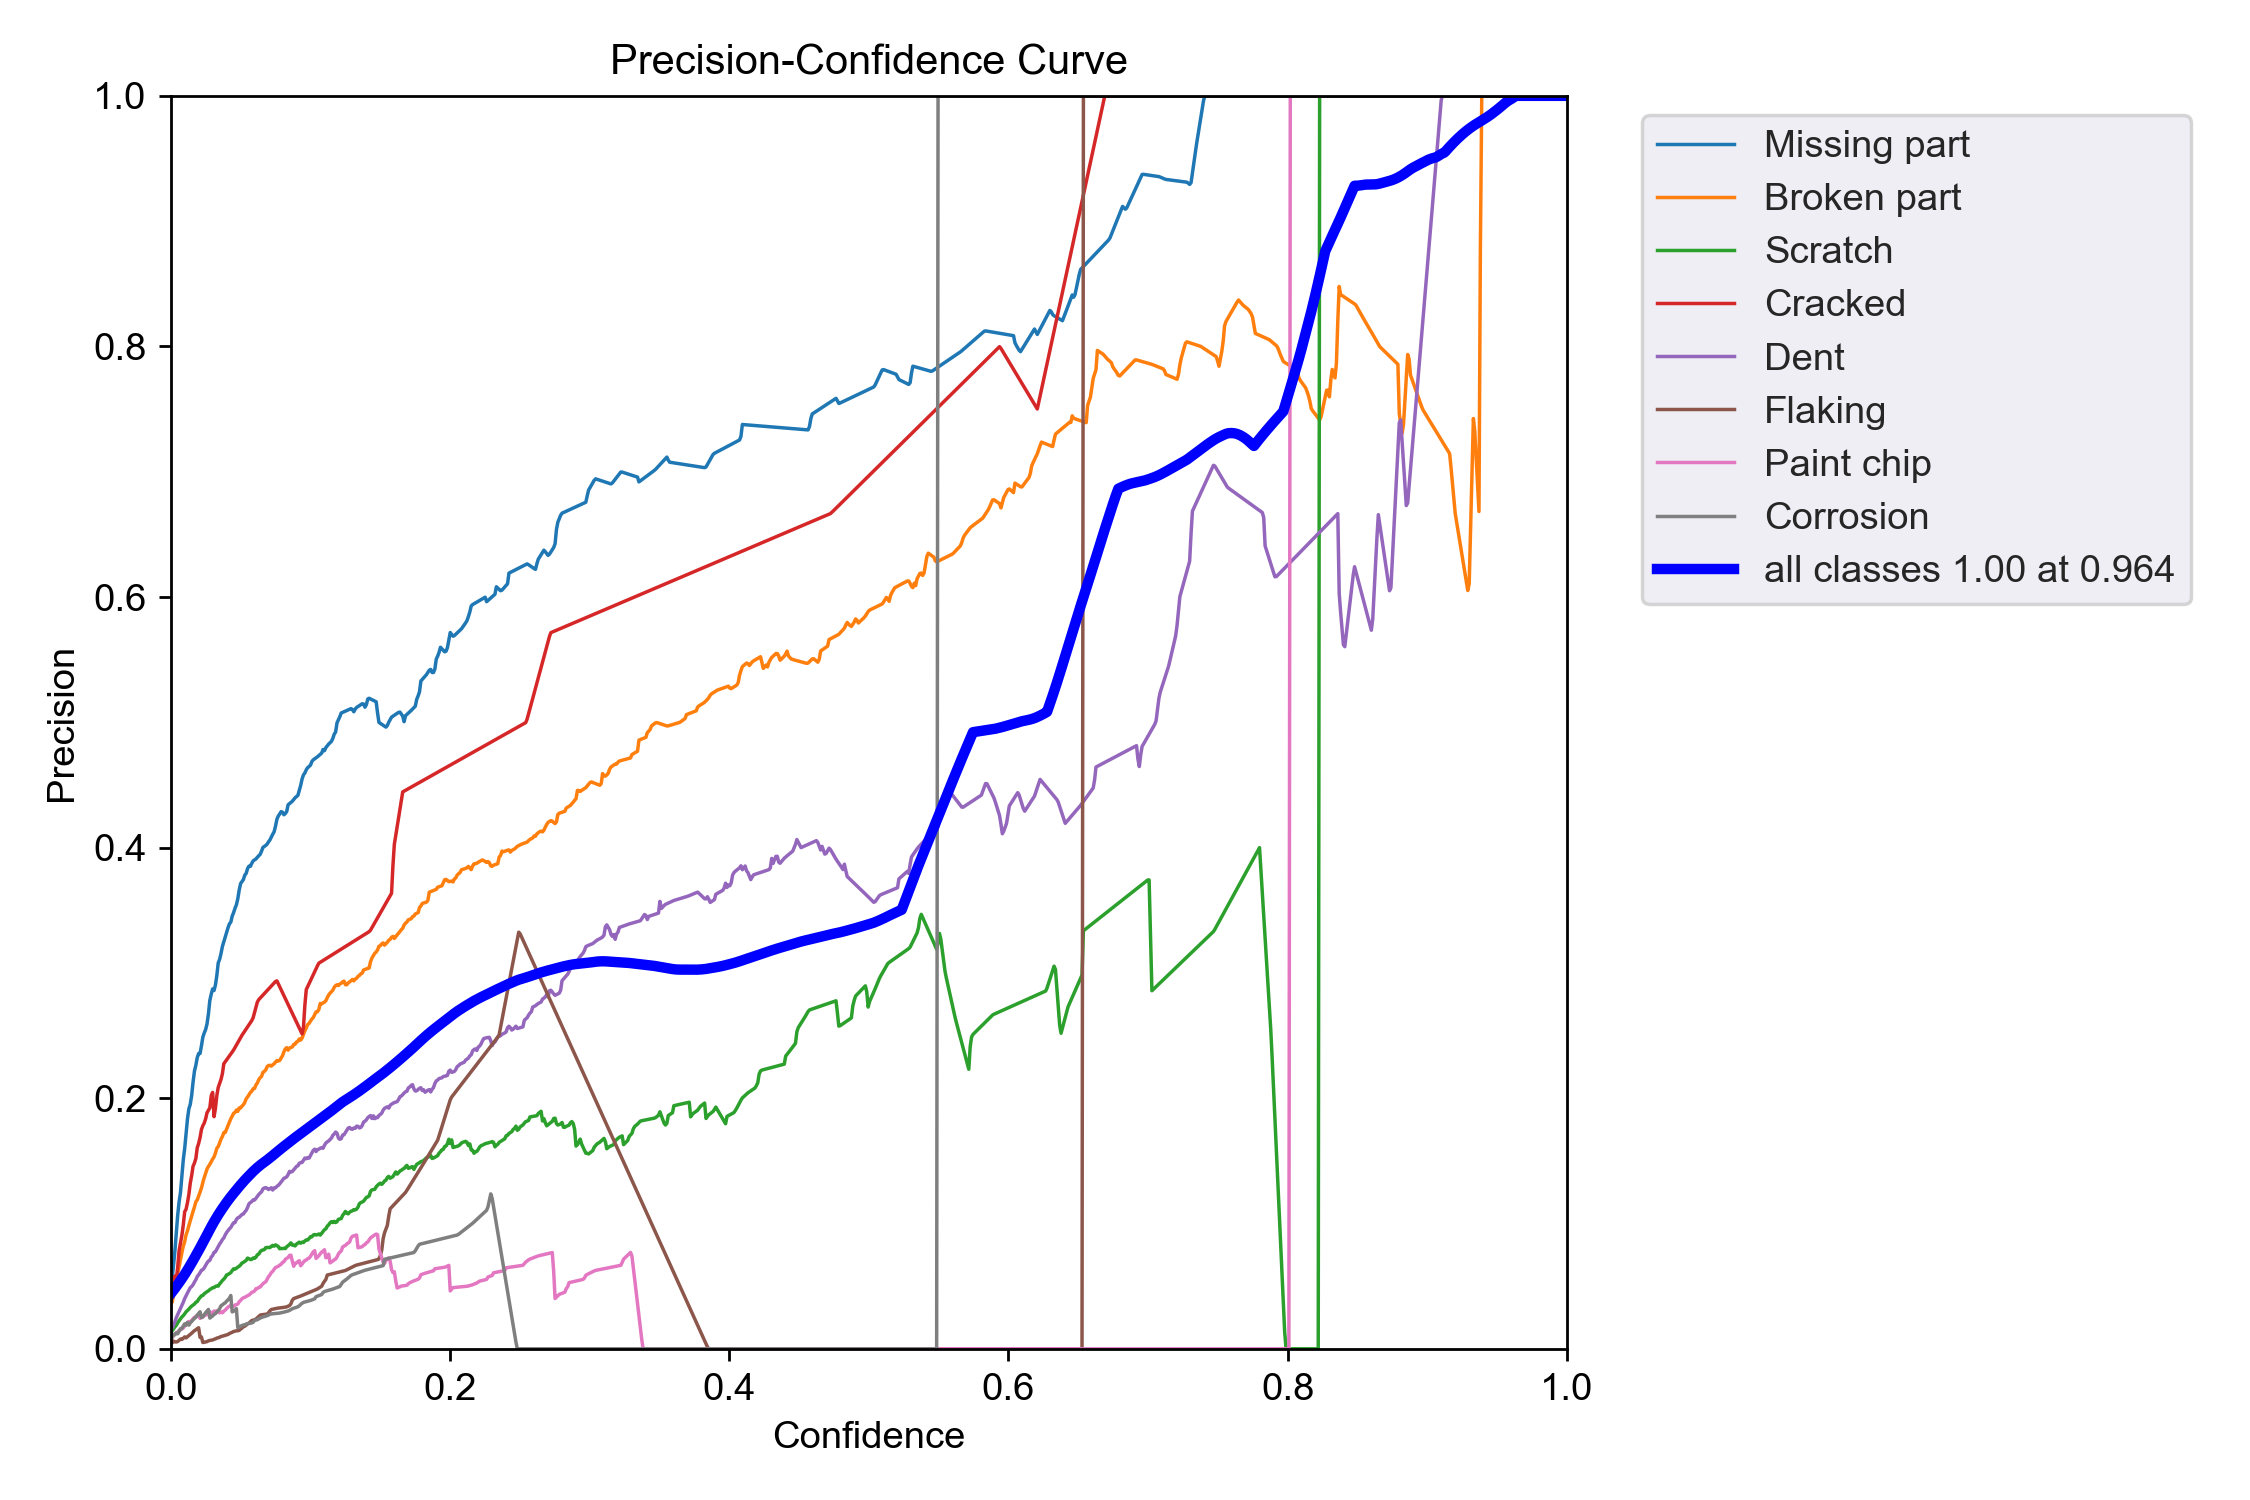 Precision-Confidence Curve
1.0
0.8
0.6
0.4
0.2
0.0
Precision
0.0 0.2 0.4 0.6 0.8 1.0
Confidence
Missing part
Broken part
Scratch
Cracked
Dent
Flaking
Paint chip
Corrosion
all classes 1.00 at 0.964